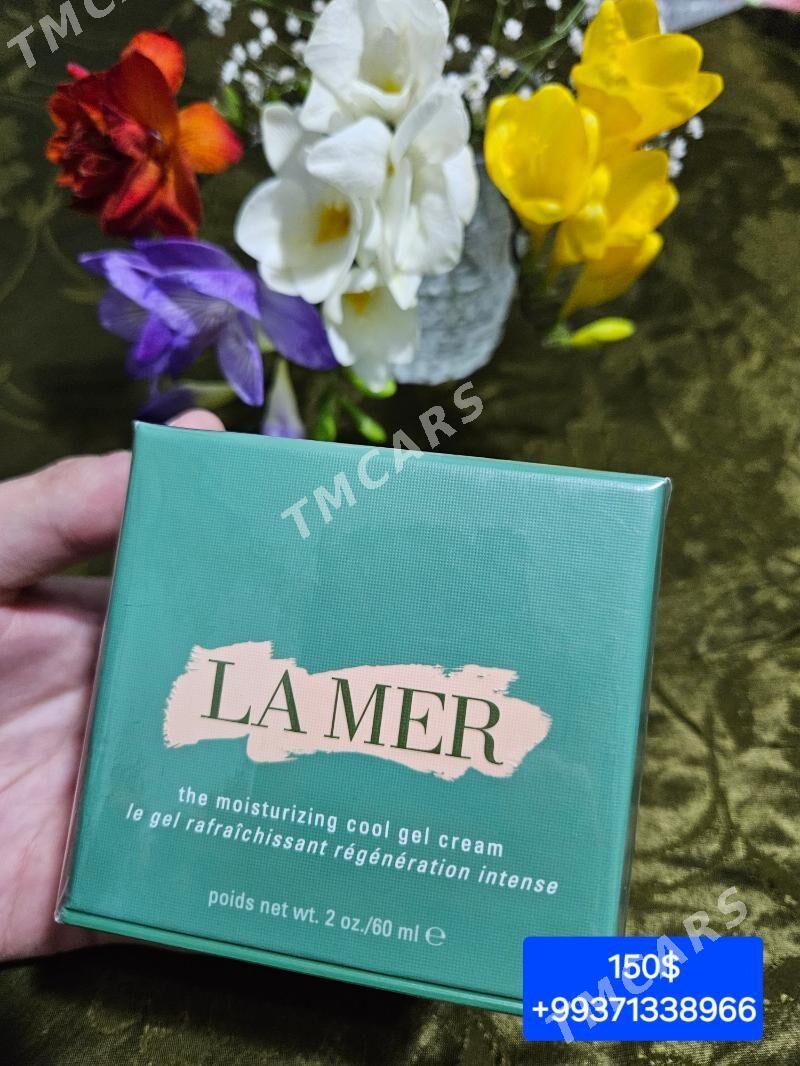 TMCARS
TMCARS
LA MER
the moisturizing cool gel cream
le gel rafraîchissant régénération intense
poids net wt. 2 oz./60 ml ℮
TMCARS
150$
+99371338966